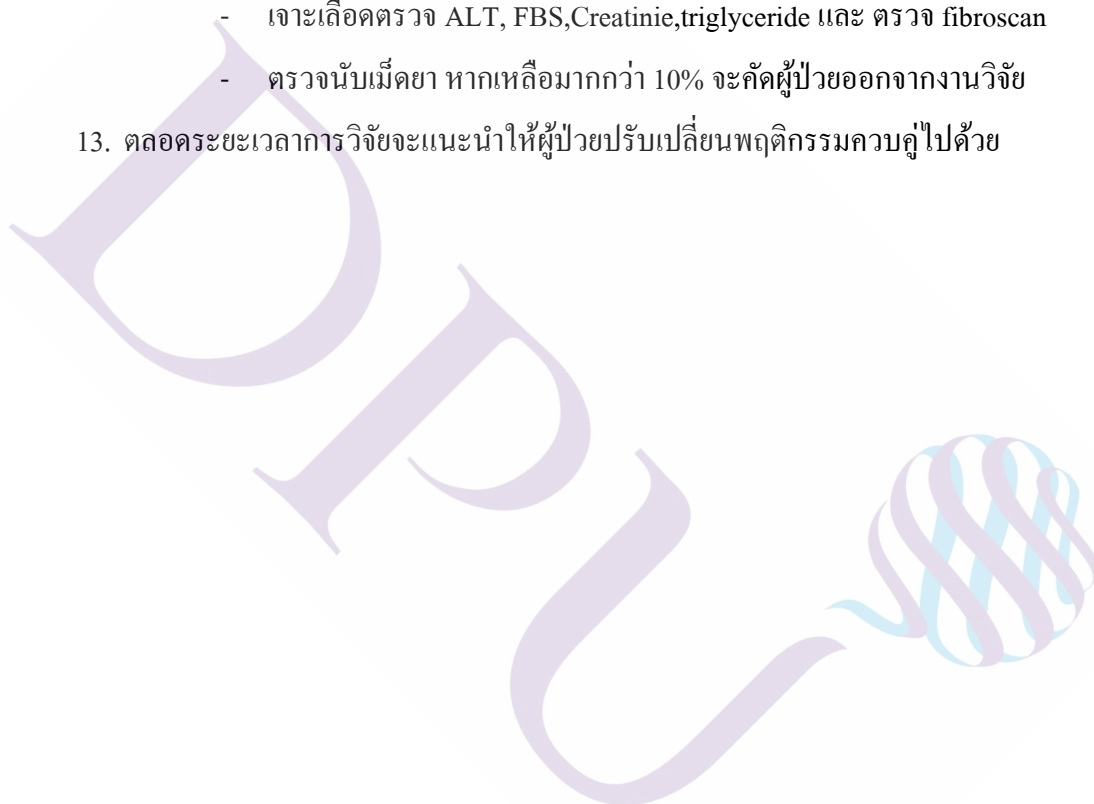 - เจาะเลือดตรวจ ALT, FBS,Creatinie,triglyceride และ ตรวจ fibroscan
- ตรวจนับเม็ดยา หากเหลือมากกว่า 10% จะคัดผู้ป่วยออกจากงานวิจัย
13. ตลอดระยะเวลาการวิจัยจะแนะนำให้ผู้ป่วยปรับเปลี่ยนพฤติกรรมควบคู่ไปด้วย
DPU